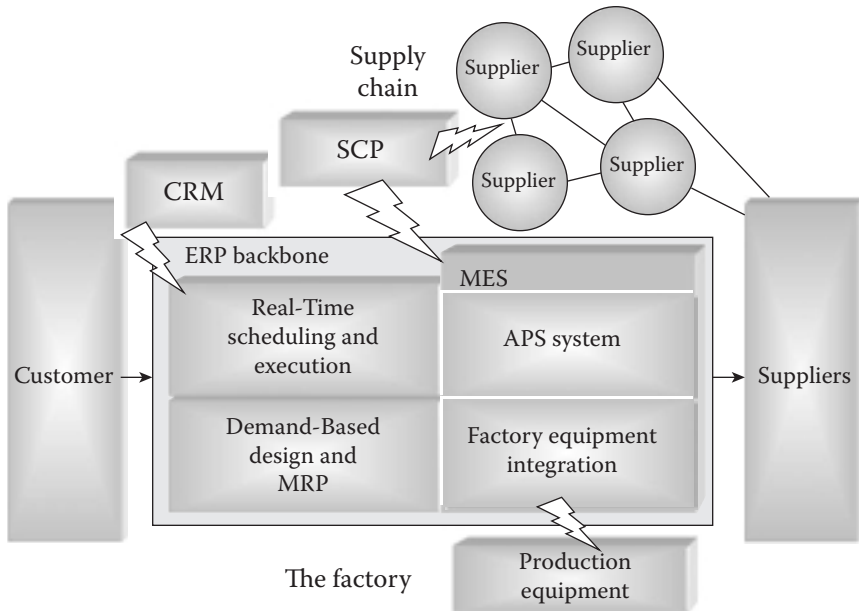 Supply
chain
Supplier
Supplier
SCP
Supplier
Supplier
CRM
ERP backbone
MES
Real-Time
scheduling and
execution
APS system
Customer
Suppliers
Demand-Based
design and
MRP
Factory equipment
integration
The factory
Production
equipment